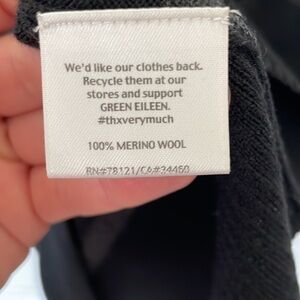 We'd like our clothes back.
Recycle them at our
stores and support
GREEN EILEEN.
#thxverymuch
100% MERINO WOOL
RN#78121/CA#34460